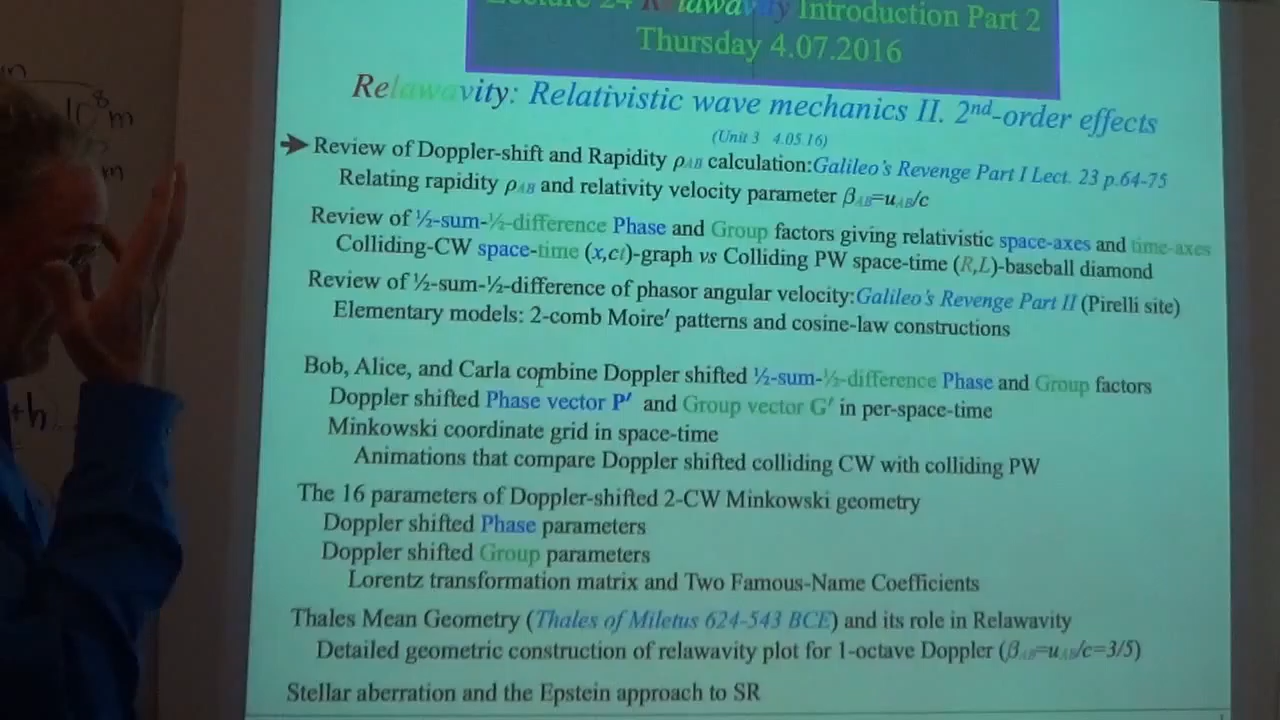 Lecture 24 Relawavity Introduction Part 2
Thursday 4.07.2016
Relawavity: Relativistic wave mechanics II. 2nd-order effects
(Unit 3 4.05.16)
Review of Doppler-shift and Rapidity ρAB calculation:Galileo's Revenge Part I Lect. 23 p.64-75
Relating rapidity ρAB and relativity velocity parameter βAB=uAB/c
Review of ½-sum-½-difference Phase and Group factors giving relativistic space-axes and time-axes
Colliding-CW space-time (x,ct)-graph vs Colliding PW space-time (R,L)-baseball diamond
Review of ½-sum-½-difference of phasor angular velocity:Galileo's Revenge Part II (Pirelli site)
Elementary models: 2-comb Moire' patterns and cosine-law constructions
Bob, Alice, and Carla combine Doppler shifted ½-sum-½-difference Phase and Group factors
Doppler shifted Phase vector P' and Group vector G' in per-space-time
Minkowski coordinate grid in space-time
Animations that compare Doppler shifted colliding CW with colliding PW
The 16 parameters of Doppler-shifted 2-CW Minkowski geometry
Doppler shifted Phase parameters
Doppler shifted Group parameters
Lorentz transformation matrix and Two Famous-Name Coefficients
Thales Mean Geometry (Thales of Miletus 624-543 BCE) and its role in Relawavity
Detailed geometric construction of relawavity plot for 1-octave Doppler (βAB=uAB/c=3/5)
Stellar aberration and the Epstein approach to SR
10⁸ m
m
+h